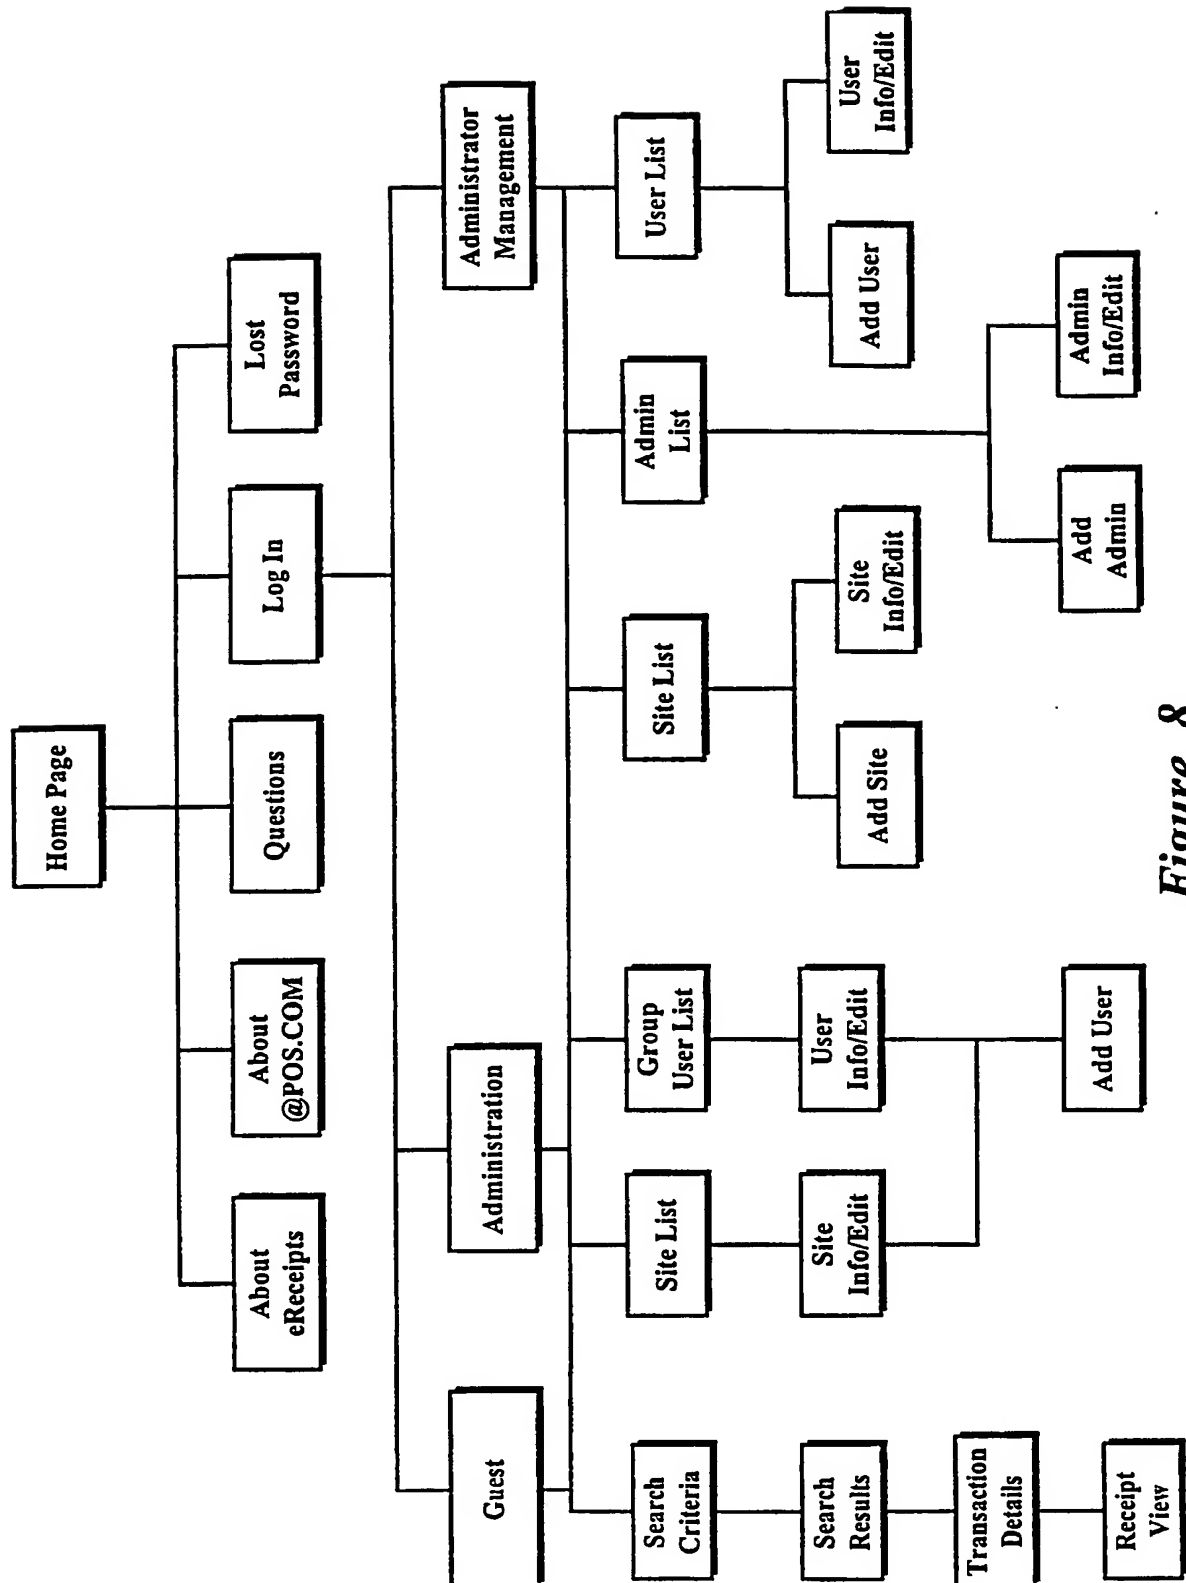 Home Page
About
eReceipts
About
@POS.COM
Questions
Log In
Lost
Password
Guest
Administration
Administrator
Management
Search
Criteria
Site List
Group
User List
Site List
Admin
List
User List
Search
Results
Site
Info/Edit
User
Info/Edit
Add Site
Site
Info/Edit
Add User
User
Info/Edit
Transaction
Details
Receipt
View
Add User
Add
Admin
Admin
Info/Edit
Figure 8